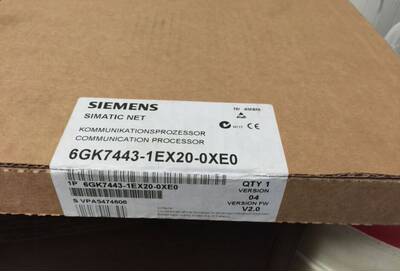 SIEMENS
SIMATIC NET
KOMMUNIKATIONSPROZESSOR
COMMUNICATION PROCESSOR
6GK7443-1EX20-0XE0
1P 6GK7443-1EX20-0XE0
QTY 1
VERSION
04
VERSION FW
V2.0
S VPA5474606